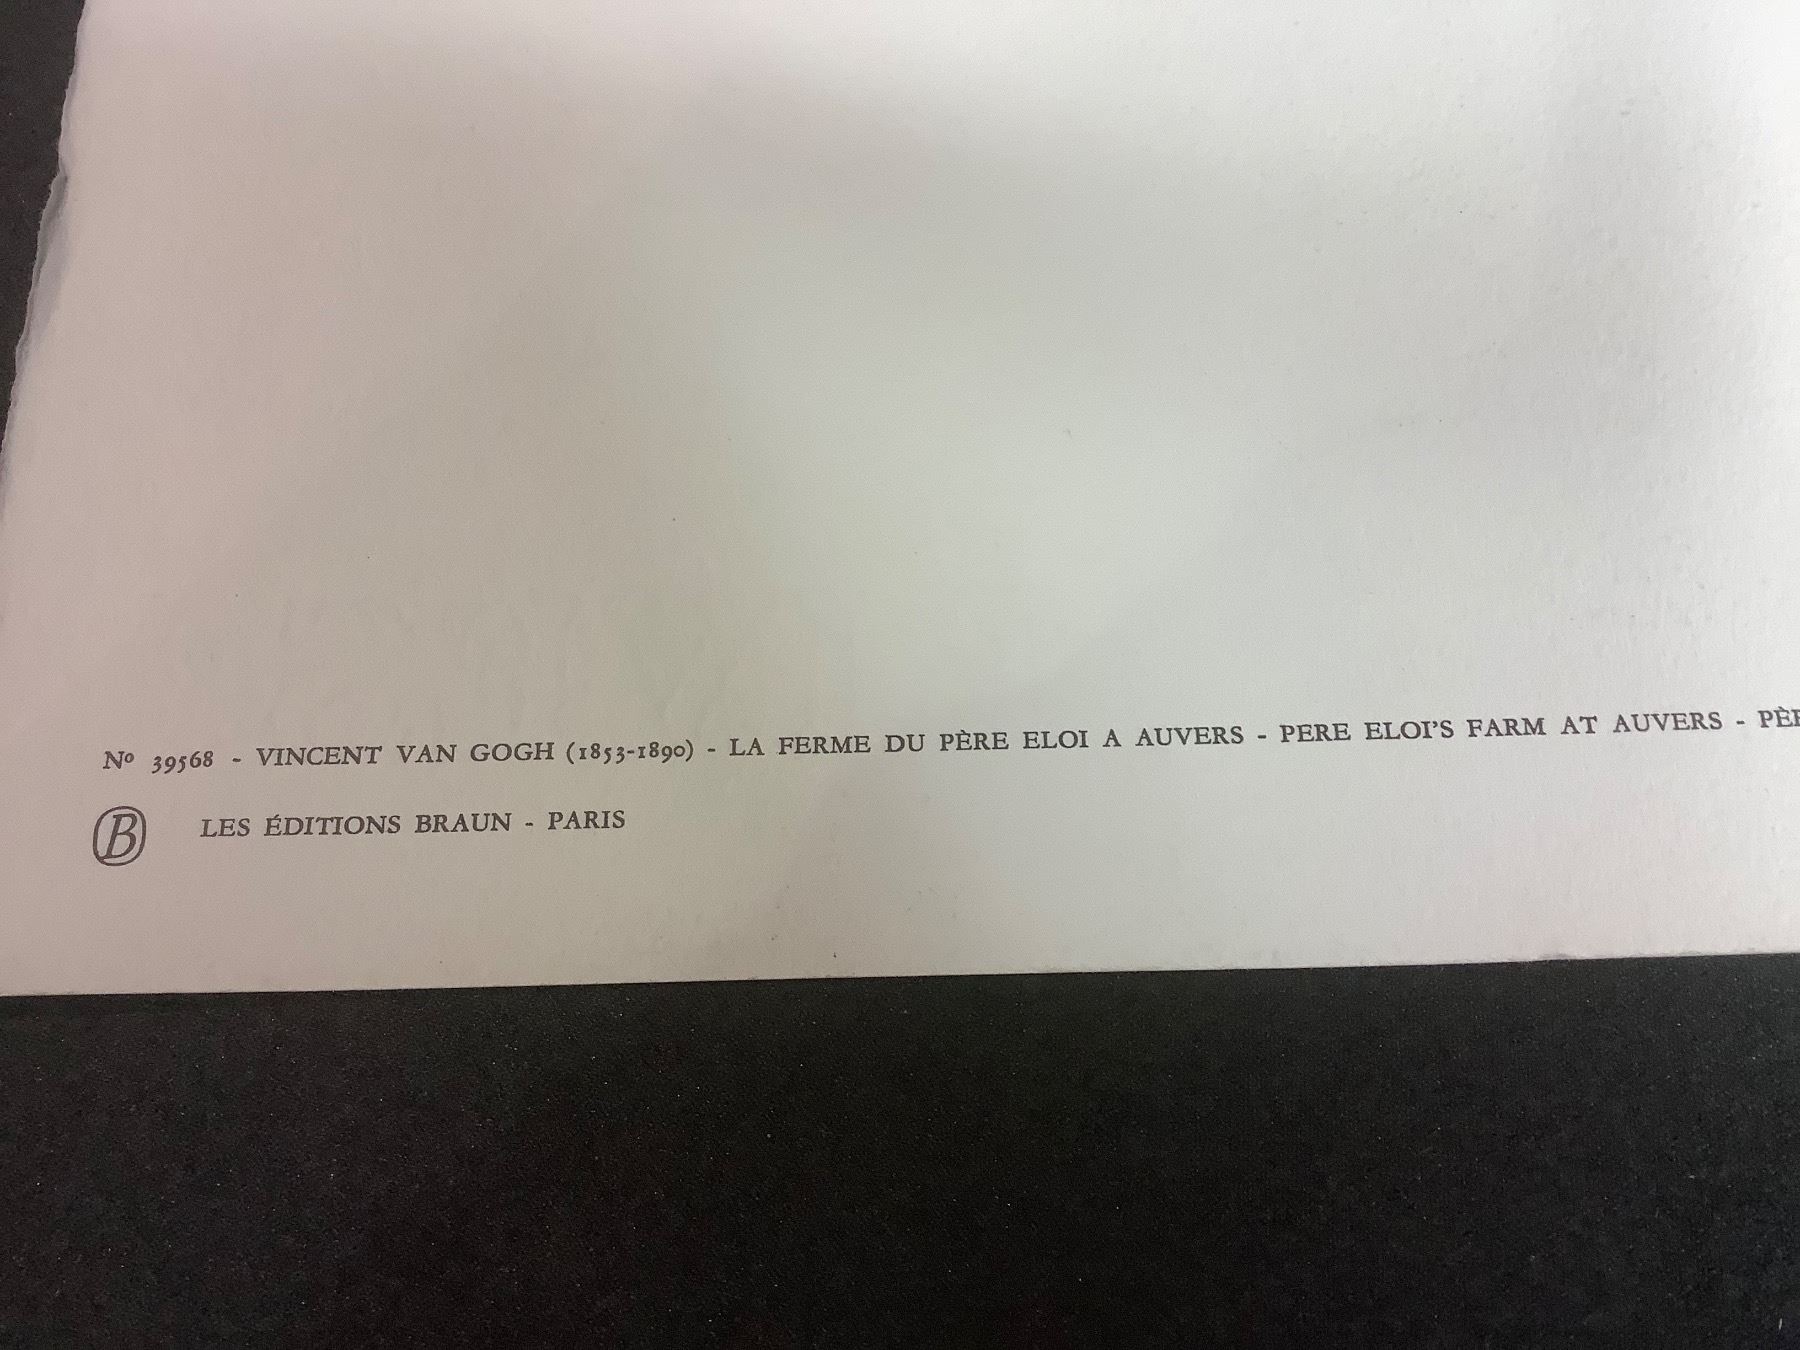 Nº 39568 - VINCENT VAN GOGH (1853-1890) - LA FERME DU PÈRE ELOI A AUVERS - PERE ELOI'S FARM AT AUVERS -
B LES ÉDITIONS BRAUN - PARIS